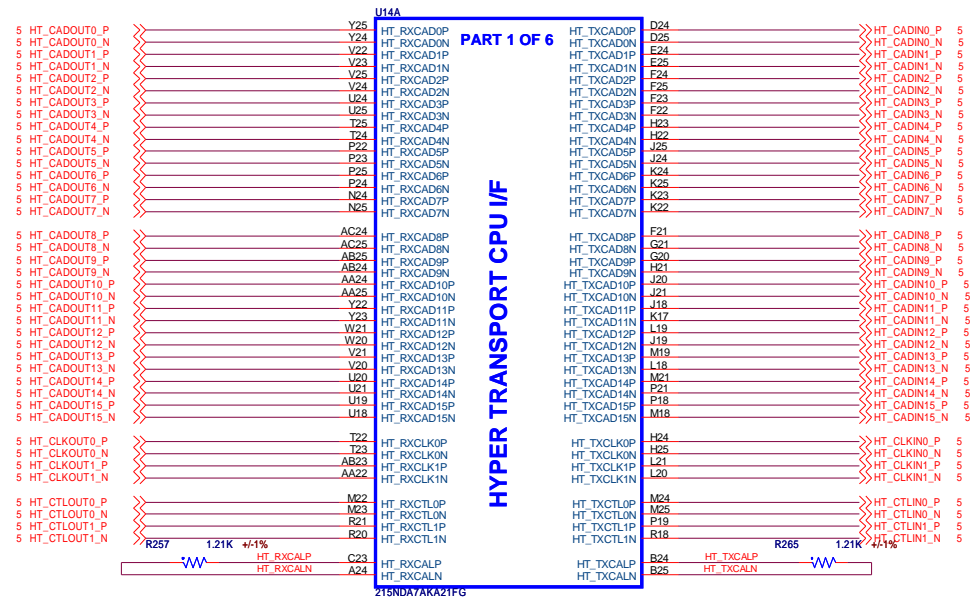 U14A
5 HT_CADOUT0_P Y25 HT_RXCAD0P PART 1 OF 6 HT_TXCAD0P D24 HT_CADIN0_P 5
5 HT_CADOUT0_N Y24 HT_RXCAD0N HT_TXCAD0N D25 HT_CADIN0_N 5
5 HT_CADOUT1_P V22 HT_RXCAD1P HT_TXCAD1P E24 HT_CADIN1_P 5
5 HT_CADOUT1_N V23 HT_RXCAD1N HT_TXCAD1N E25 HT_CADIN1_N 5
5 HT_CADOUT2_P V25 HT_RXCAD2P HT_TXCAD2P F24 HT_CADIN2_P 5
5 HT_CADOUT2_N V24 HT_RXCAD2N HT_TXCAD2N F25 HT_CADIN2_N 5
5 HT_CADOUT3_P U24 HT_RXCAD3P HT_TXCAD3P F23 HT_CADIN3_P 5
5 HT_CADOUT3_N U25 HT_RXCAD3N HT_TXCAD3N F22 HT_CADIN3_N 5
5 HT_CADOUT4_P T25 HT_RXCAD4P HT_TXCAD4P H23 HT_CADIN4_P 5
5 HT_CADOUT4_N T24 HT_RXCAD4N HT_TXCAD4N H22 HT_CADIN4_N 5
5 HT_CADOUT5_P P22 HT_RXCAD5P HT_TXCAD5P J25 HT_CADIN5_P 5
5 HT_CADOUT5_N P23 HT_RXCAD5N HT_TXCAD5N J24 HT_CADIN5_N 5
5 HT_CADOUT6_P P25 HT_RXCAD6P HT_TXCAD6P K24 HT_CADIN6_P 5
5 HT_CADOUT6_N P24 HT_RXCAD6N HT_TXCAD6N K25 HT_CADIN6_N 5
5 HT_CADOUT7_P N24 HT_RXCAD7P HT_TXCAD7P K23 HT_CADIN7_P 5
5 HT_CADOUT7_N N25 HT_RXCAD7N HT_TXCAD7N K22 HT_CADIN7_N 5
HYPER TRANSPORT CPU I/F
5 HT_CADOUT8_P AC24 HT_RXCAD8P HT_TXCAD8P F21 HT_CADIN8_P 5
5 HT_CADOUT8_N AC25 HT_RXCAD8N HT_TXCAD8N G21 HT_CADIN8_N 5
5 HT_CADOUT9_P AB25 HT_RXCAD9P HT_TXCAD9P G20 HT_CADIN9_P 5
5 HT_CADOUT9_N AB24 HT_RXCAD9N HT_TXCAD9N H21 HT_CADIN9_N 5
5 HT_CADOUT10_P AA24 HT_RXCAD10P HT_TXCAD10P J20 HT_CADIN10_P 5
5 HT_CADOUT10_N AA25 HT_RXCAD10N HT_TXCAD10N J21 HT_CADIN10_N 5
5 HT_CADOUT11_P Y22 HT_RXCAD11P HT_TXCAD11P J18 HT_CADIN11_P 5
5 HT_CADOUT11_N Y23 HT_RXCAD11N HT_TXCAD11N K17 HT_CADIN11_N 5
5 HT_CADOUT12_P W21 HT_RXCAD12P HT_TXCAD12P L19 HT_CADIN12_P 5
5 HT_CADOUT12_N W20 HT_RXCAD12N HT_TXCAD12N J19 HT_CADIN12_N 5
5 HT_CADOUT13_P V21 HT_RXCAD13P HT_TXCAD13P M19 HT_CADIN13_P 5
5 HT_CADOUT13_N V20 HT_RXCAD13N HT_TXCAD13N L18 HT_CADIN13_N 5
5 HT_CADOUT14_P U20 HT_RXCAD14P HT_TXCAD14P M21 HT_CADIN14_P 5
5 HT_CADOUT14_N U21 HT_RXCAD14N HT_TXCAD14N P21 HT_CADIN14_N 5
5 HT_CADOUT15_P U19 HT_RXCAD15P HT_TXCAD15P P18 HT_CADIN15_P 5
5 HT_CADOUT15_N U18 HT_RXCAD15N HT_TXCAD15N M18 HT_CADIN15_N 5
5 HT_CLKOUT0_P T22 HT_RXCLK0P HT_TXCLK0P H24 HT_CLKIN0_P 5
5 HT_CLKOUT0_N T23 HT_RXCLK0N HT_TXCLK0N H25 HT_CLKIN0_N 5
5 HT_CLKOUT1_P AB23 HT_RXCLK1P HT_TXCLK1P L21 HT_CLKIN1_P 5
5 HT_CLKOUT1_N AA22 HT_RXCLK1N HT_TXCLK1N L20 HT_CLKIN1_N 5
5 HT_CTLOUT0_P M22 HT_RXCTL0P HT_TXCTL0P M24 HT_CTLIN0_P 5
5 HT_CTLOUT0_N M23 HT_RXCTL0N HT_TXCTL0N M25 HT_CTLIN0_N 5
5 HT_CTLOUT1_P R21 HT_RXCTL1P HT_TXCTL1P P19 HT_CTLIN1_P 5
5 HT_CTLOUT1_N R20 HT_RXCTL1N HT_TXCTL1N R18 HT_CTLIN1_N 5
R257 1.21K +/-1% R265 1.21K +/-1%
HT_RXCALP C23 HT_RXCALP HT_TXCALP B24 HT_TXCALP
HT_RXCALN A24 HT_RXCALN HT_TXCALN B25 HT_TXCALN
215NDA7AKA21FG